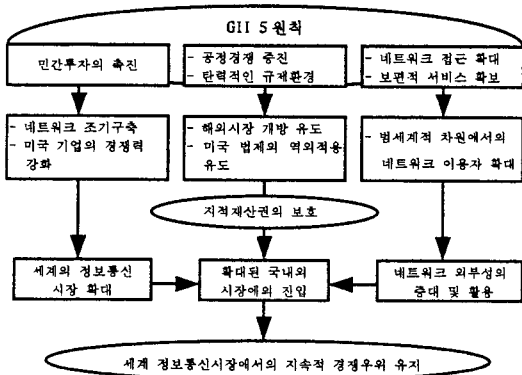 GII 5원칙
민간투자의 촉진
- 공정경쟁 증진
- 탄력적인 규제환경
- 네트워크 접근 확대
- 보편적 서비스 확보
- 네트워크 조기구축
- 미국 기업의 경쟁력
강화
- 해외시장 개방 유도
- 미국 법제의 역외적용
유도
- 범세계적 차원에서의
네트워크 이용자 확대
지적재산권의 보호
세계의 정보통신
시장 확대
확대된 국내외
시장에의 진입
네트워크 외부성의
증대 및 활용
세계 정보통신시장에서의 지속적 경쟁우위 유지